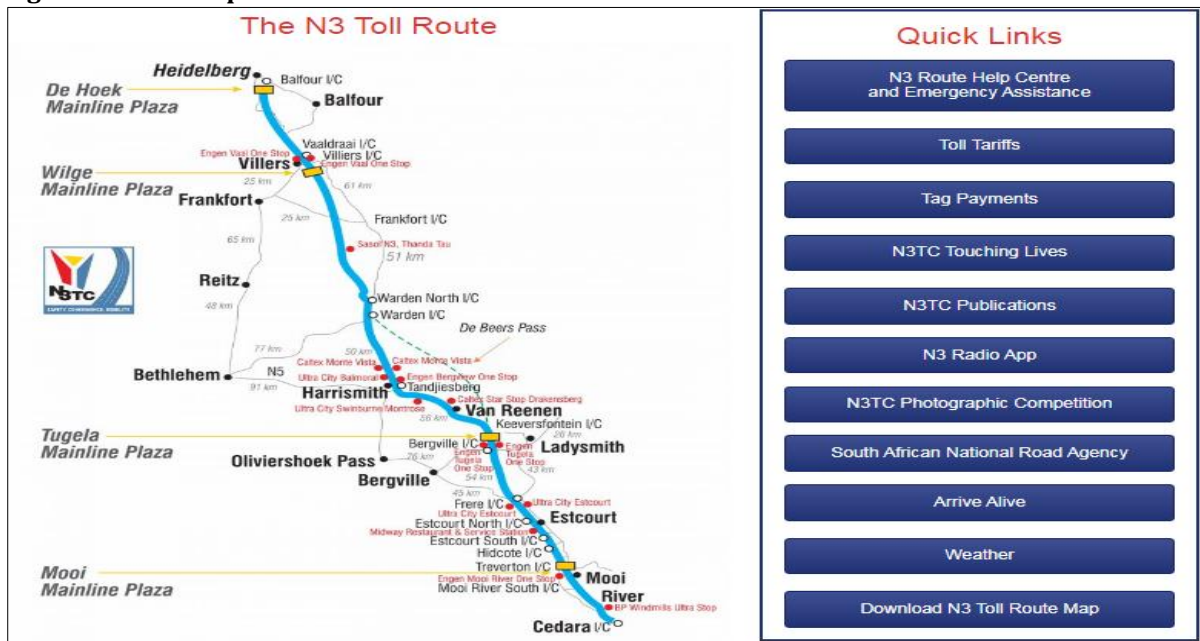 The N3 Toll Route
Heidelberg
Balfour I/C
De Hoek
Mainline Plaza
Balfour
Vaaldraai I/C
Engen Vaal One Stop
Villiers I/C
Villers
Engen Vaal One Stop
Wilge
Mainline Plaza
25 km
61 km
Frankfort
25 km
Frankfort I/C
65 km
Sasol N3, Thanda Tau
51 km
N3TC
SAFETY, CONVENIENCE, MOBILITY
Reitz
48 km
Warden North I/C
Warden I/C
De Beers Pass
77 km
50 km
Caltex Monte Vista
Caltex Monte Vista
Bethlehem
N5
91 km
Ultra City Balmoral
Engen Bergview One Stop
Harrismith
Tandjiesberg
Ultra City Swinburne Montrose
Caltex Star Stop Drakensberg
Van Reenen
56 km
Keeversfontein I/C
26 km
Tugela
Mainline Plaza
Bergville I/C
Ladysmith
Engen
Tugela
One Stop
Engen
Tugela
One Stop
Oliviershoek Pass
76 km
Bergville
54 km
43 km
45 km
Frere I/C
Ultra City Estcourt
Ultra City Estcourt
Estcourt North I/C
Estcourt
Midway Restaurant & Service Station
Estcourt South I/C
Hidcote I/C
Treverton I/C
Mooi
Mainline Plaza
Engen Mooi River One Stop
Mooi
River
Mooi River South I/C
BP Windmills Ultra Stop
Cedara I/C
Quick Links
N3 Route Help Centre
and Emergency Assistance
Toll Tariffs
Tag Payments
N3TC Touching Lives
N3TC Publications
N3 Radio App
N3TC Photographic Competition
South African National Road Agency
Arrive Alive
Weather
Download N3 Toll Route Map